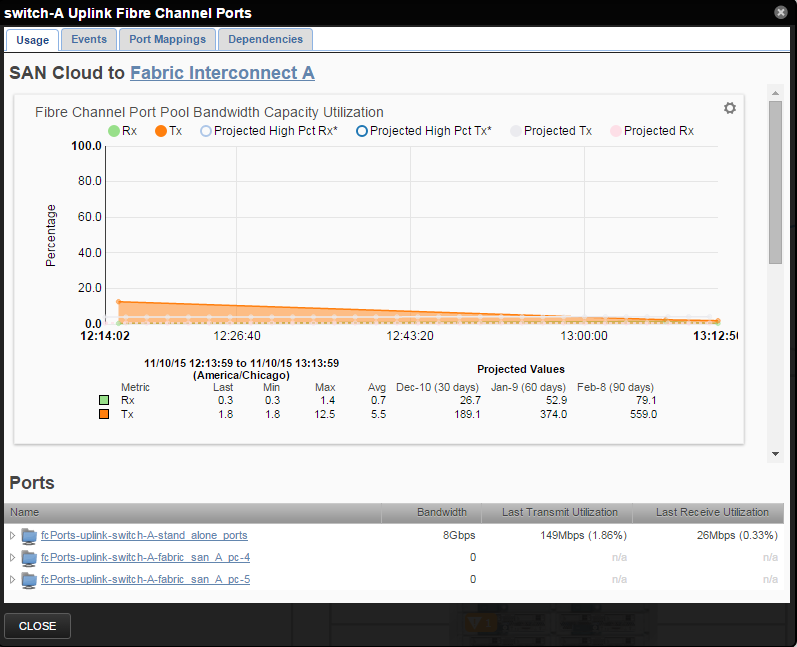 switch-A Uplink Fibre Channel Ports
Usage Events Port Mappings Dependencies
SAN Cloud to Fabric Interconnect A
Fibre Channel Port Pool Bandwidth Capacity Utilization
Rx Tx Projected High Pct Rx* Projected High Pct Tx* Projected Tx Projected Rx
100.0
80.0
60.0
40.0
20.0
0.0
Percentage
12:14:02 12:26:40 12:43:20 13:00:00 13:12:50
11/10/15 12:13:59 to 11/10/15 13:13:59
(America/Chicago) Projected Values
Metric Last Min Max Avg Dec-10 (30 days) Jan-9 (60 days) Feb-8 (90 days)
Rx 0.3 0.3 1.4 0.7 26.7 52.9 79.1
Tx 1.8 1.8 12.5 5.5 189.1 374.0 559.0
Ports
Name Bandwidth Last Transmit Utilization Last Receive Utilization
fcPorts-uplink-switch-A-stand_alone_ports 8Gbps 149Mbps (1.86%) 26Mbps (0.33%)
fcPorts-uplink-switch-A-fabric_san_A_pc-4 0 n/a n/a
fcPorts-uplink-switch-A-fabric_san_A_pc-5 0 n/a n/a
CLOSE